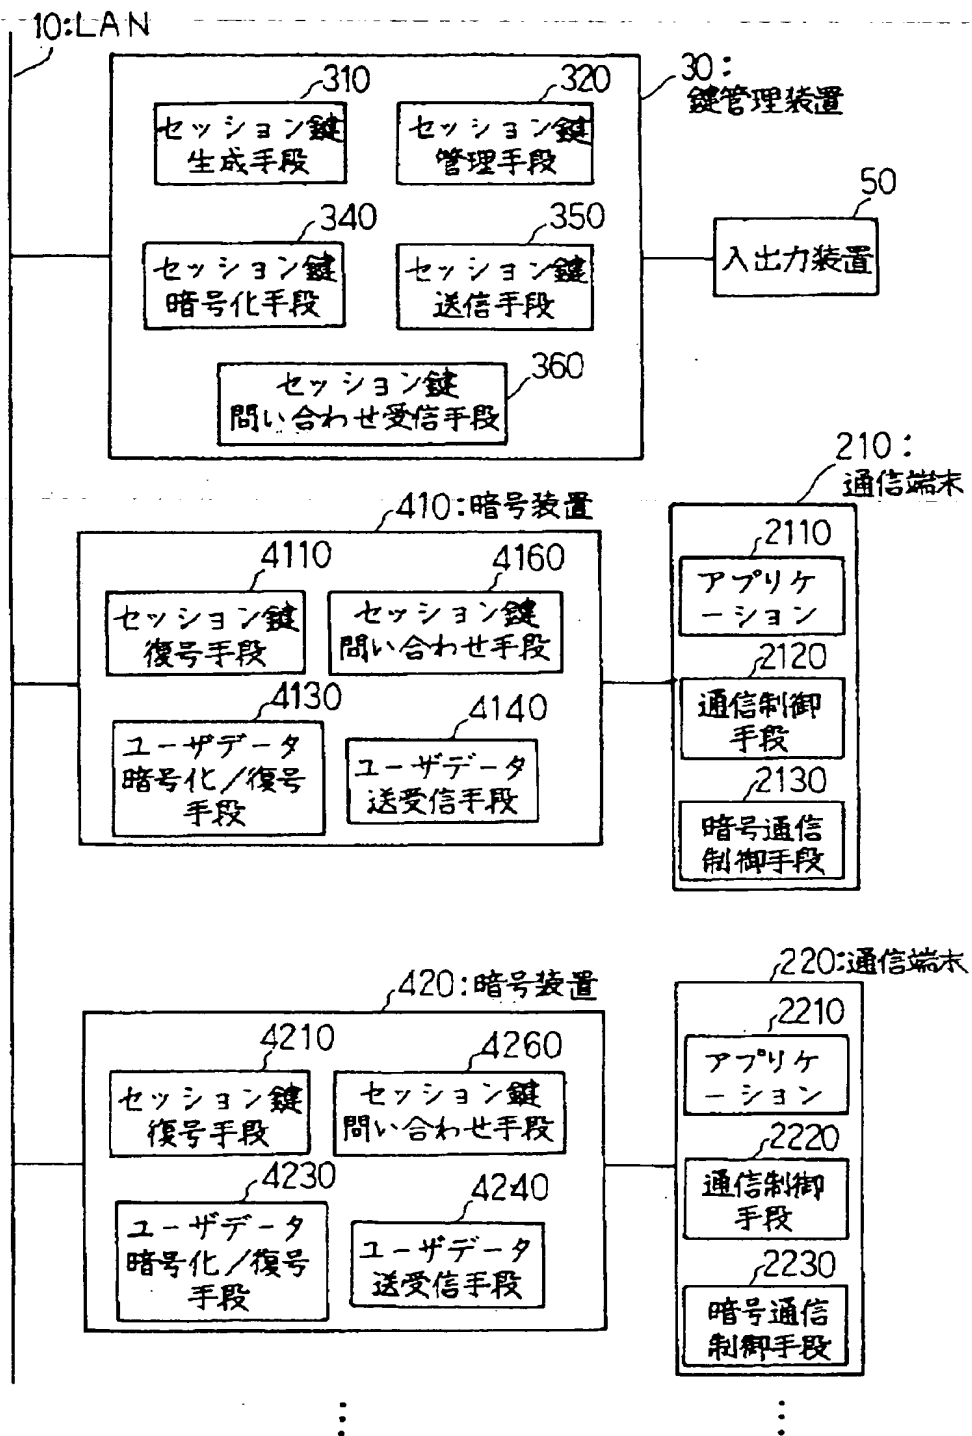 10:LAN
30:
鍵管理装置
310
セッション鍵
生成手段
320
セッション鍵
管理手段
340
セッション鍵
暗号化手段
350
セッション鍵
送信手段
360
セッション鍵
問い合わせ受信手段
50
入出力装置
410:暗号装置
4110
セッション鍵
復号手段
4160
セッション鍵
問い合わせ手段
4130
ユーザデータ
暗号化/復号
手段
4140
ユーザデータ
送受信手段
210:
通信端末
2110
アプリケ
ーション
2120
通信制御
手段
2130
暗号通信
制御手段
420:暗号装置
4210
セッション鍵
復号手段
4260
セッション鍵
問い合わせ手段
4230
ユーザデータ
暗号化/復号
手段
4240
ユーザデータ
送受信手段
220:通信端末
2210
アプリケ
ーション
2220
通信制御
手段
2230
暗号通信
制御手段